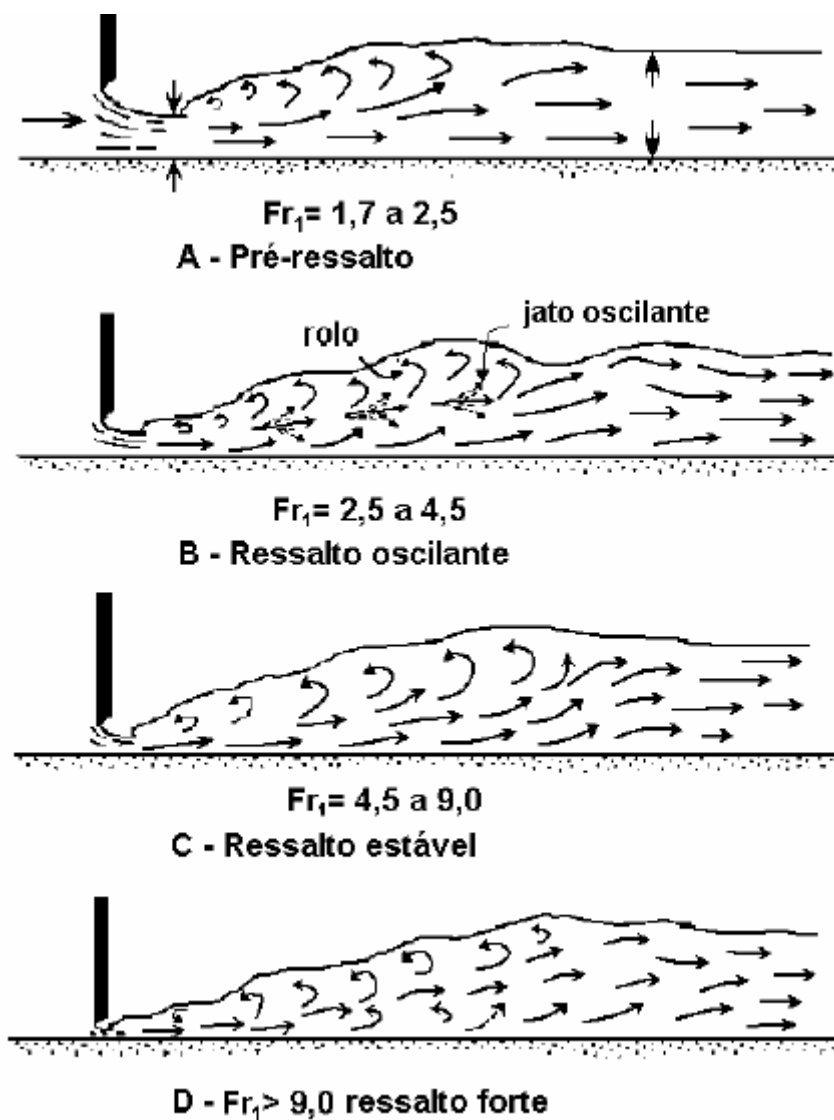 Fr₁= 1,7 a 2,5
A - Pré-ressalto
jato oscilante
rolo
Fr₁= 2,5 a 4,5
B - Ressalto oscilante
Fr₁= 4,5 a 9,0
C - Ressalto estável
D - Fr₁> 9,0 ressalto forte